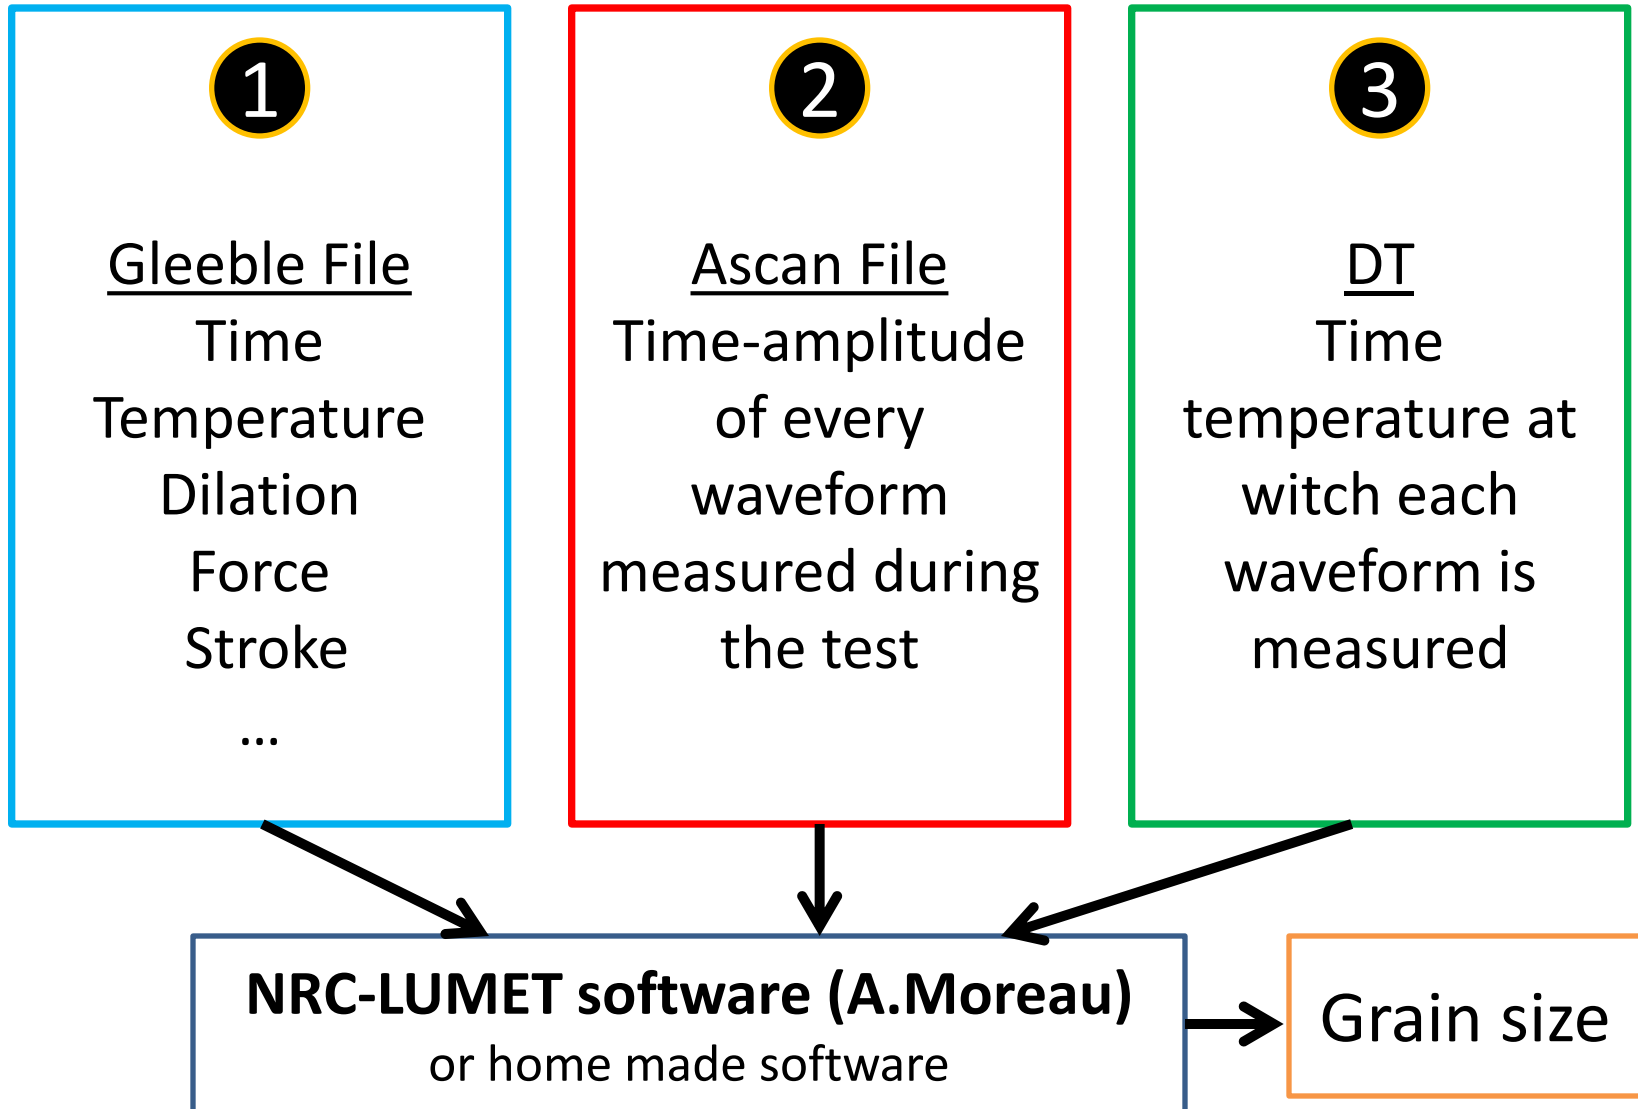 1
Gleeble File
Time
Temperature
Dilation
Force
Stroke
...
2
Ascan File
Time-amplitude
of every
waveform
measured during
the test
3
DT
Time
temperature at
witch each
waveform is
measured
NRC-LUMET software (A.Moreau)
or home made software
Grain size